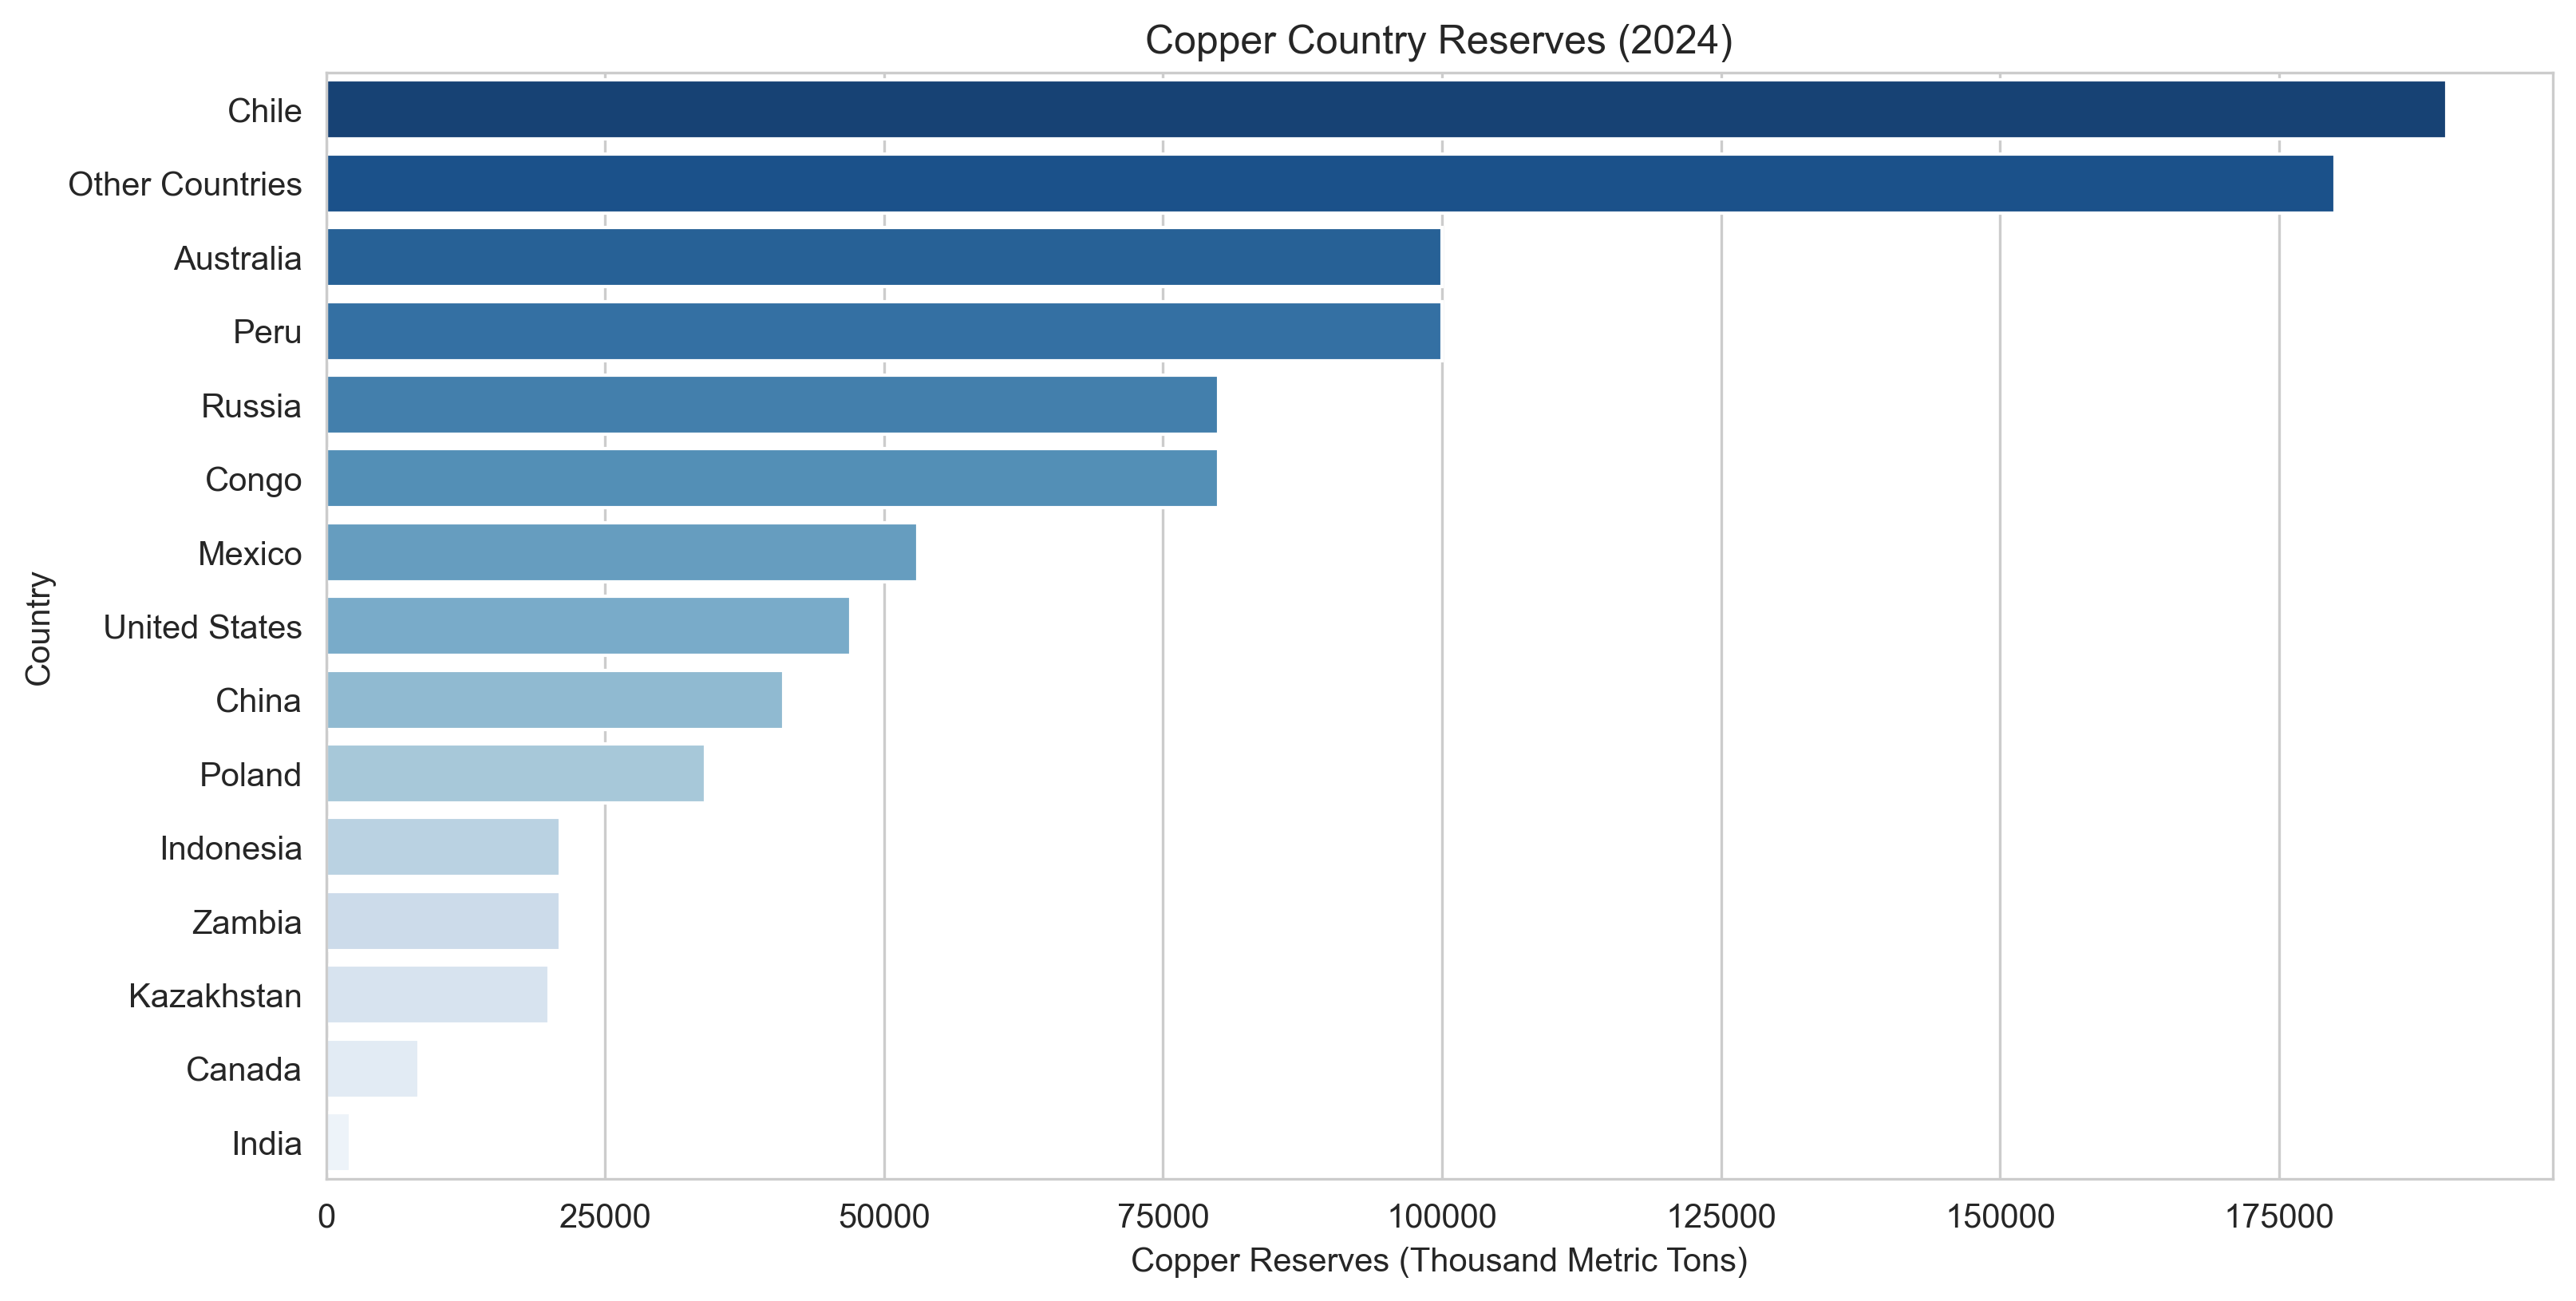 Copper Country Reserves (2024)
Chile
Other Countries
Australia
Peru
Russia
Congo
Mexico
United States
China
Poland
Indonesia
Zambia
Kazakhstan
Canada
India
Country
0 25000 50000 75000 100000 125000 150000 175000
Copper Reserves (Thousand Metric Tons)